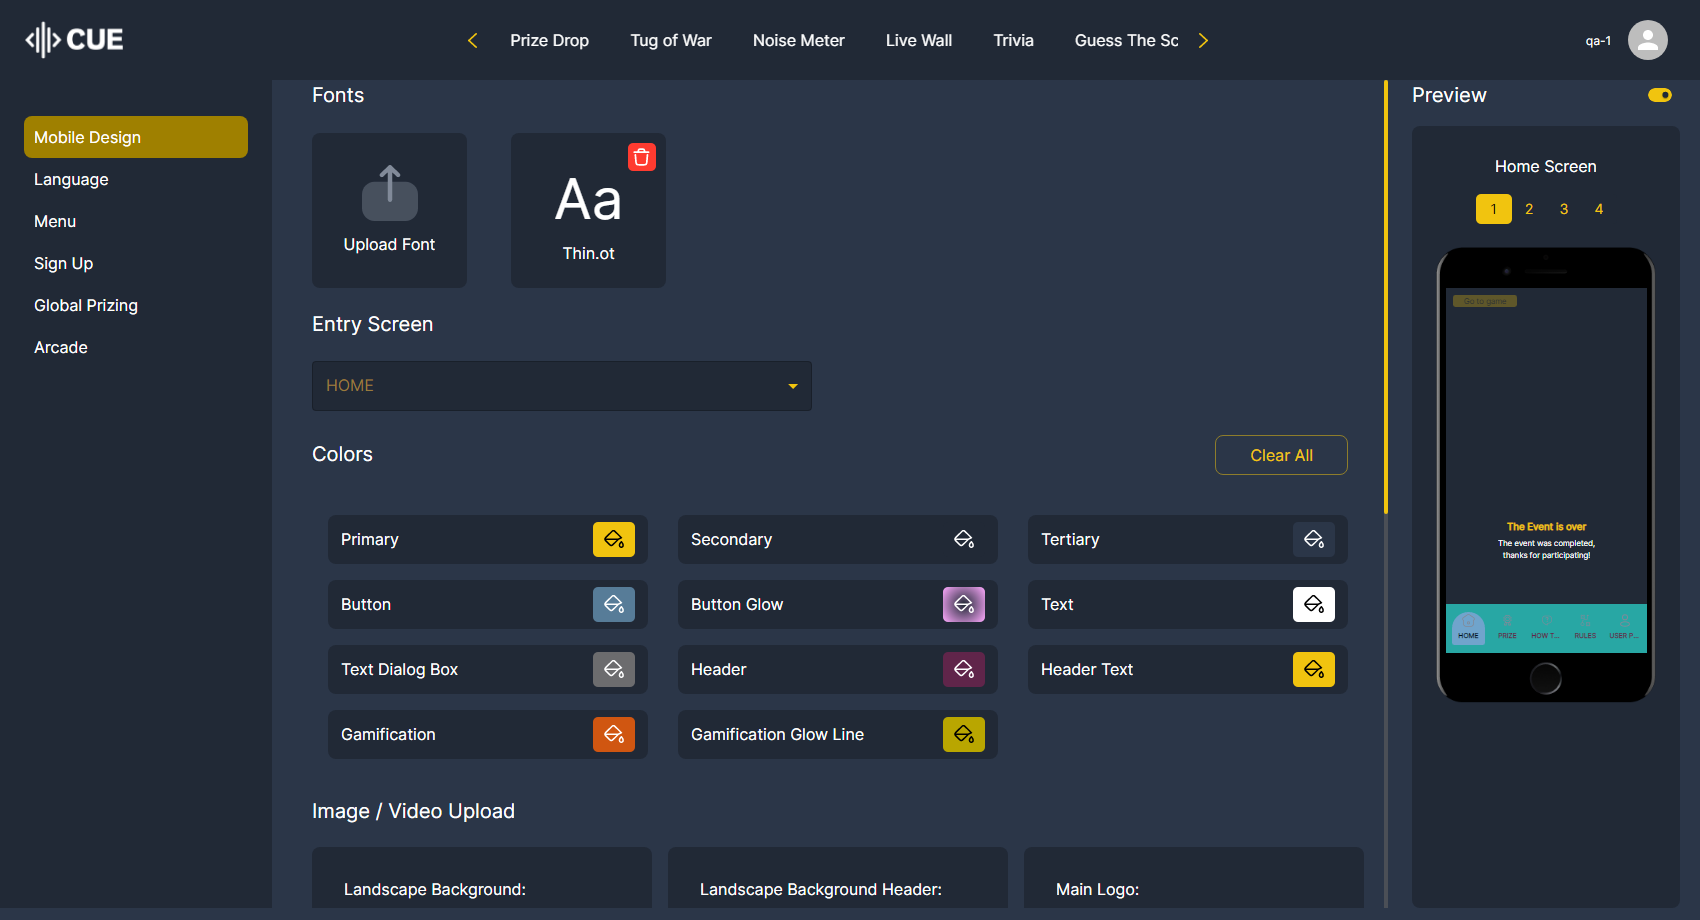 CUE
Prize Drop Tug of War Noise Meter Live Wall Trivia Guess The Sc
qa-1
Mobile Design
Language
Menu
Sign Up
Global Prizing
Arcade
Fonts
Upload Font
Aa
Thin.ot
Entry Screen
HOME
Colors
Clear All
Primary
Secondary
Tertiary
Button
Button Glow
Text
Text Dialog Box
Header
Header Text
Gamification
Gamification Glow Line
Image / Video Upload
Landscape Background:
Landscape Background Header:
Main Logo:
Preview
Home Screen
1 2 3 4
Go to game
The Event is over
The event was completed,
thanks for participating!
HOME PRIZE HOW T... RULES USER P...